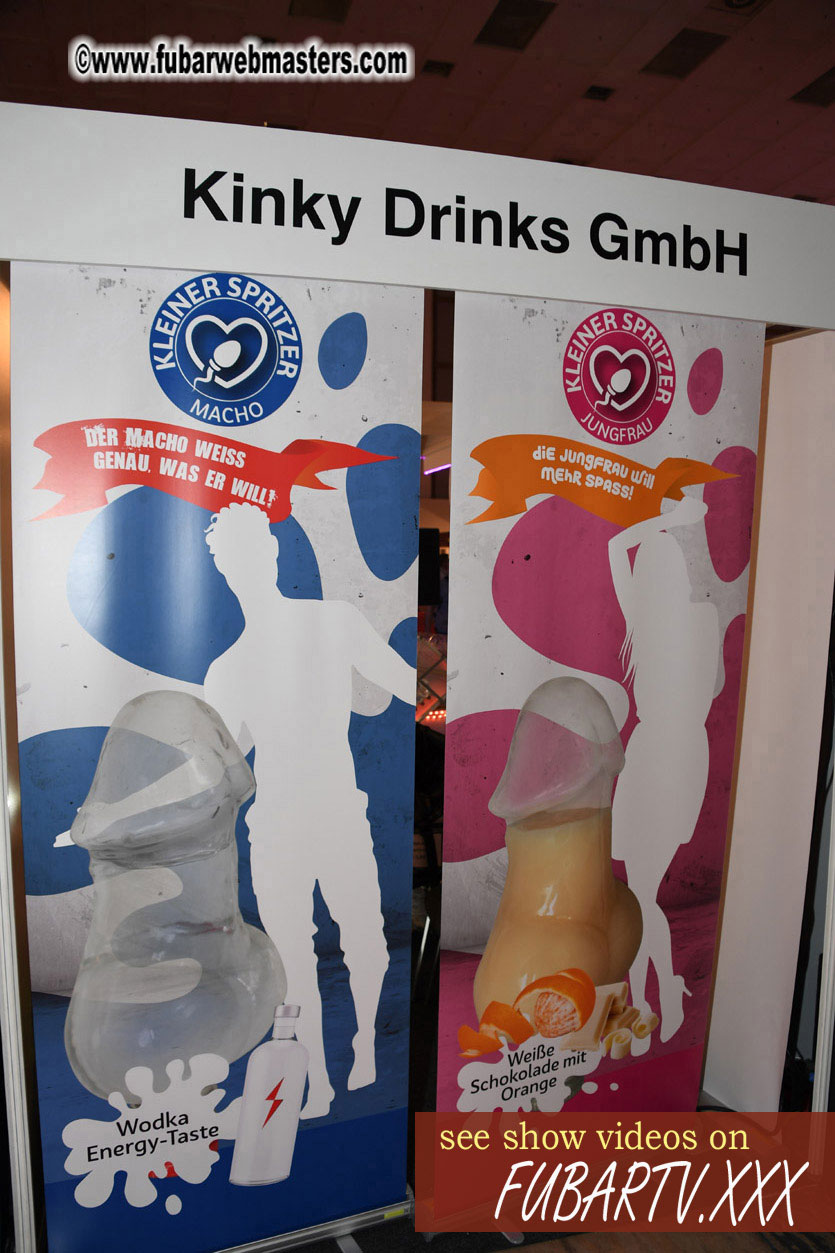 ©www.fubarwebmasters.com
Kinky Drinks GmbH
KLEINER SPRITZER
MACHO
DER MACHO WEISS
GENAU, WAS ER WILL!
KLEINER SPRITZER
JUNGFRAU
DIE JUNGFRAU WILL
MEHR SPASS!
Wodka
Energy-Taste
Weiße
Schokolade mit
Orange
see show videos on
FUBARTV.XXX